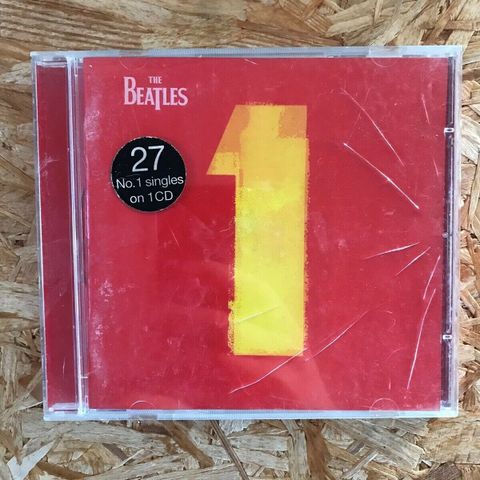 THE
BEATLES
1
27
No.1 singles
on 1CD